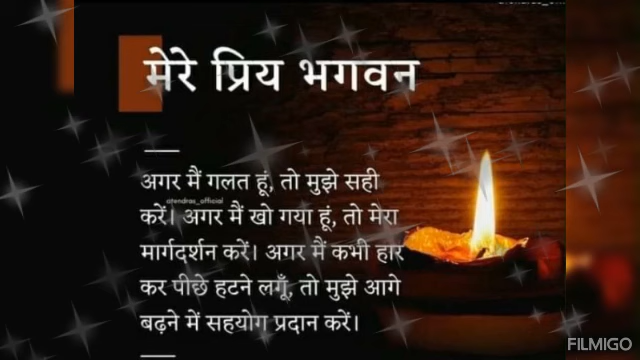 मेरे प्रिय भगवन
अगर मैं गलत हूं, तो मुझे सही
करें। अगर मैं खो गया हूं, तो मेरा
मार्गदर्शन करें। अगर मैं कभी हार
कर पीछे हटने लगूँ, तो मुझे आगे
बढ़ने में सहयोग प्रदान करें।
FILMIGO